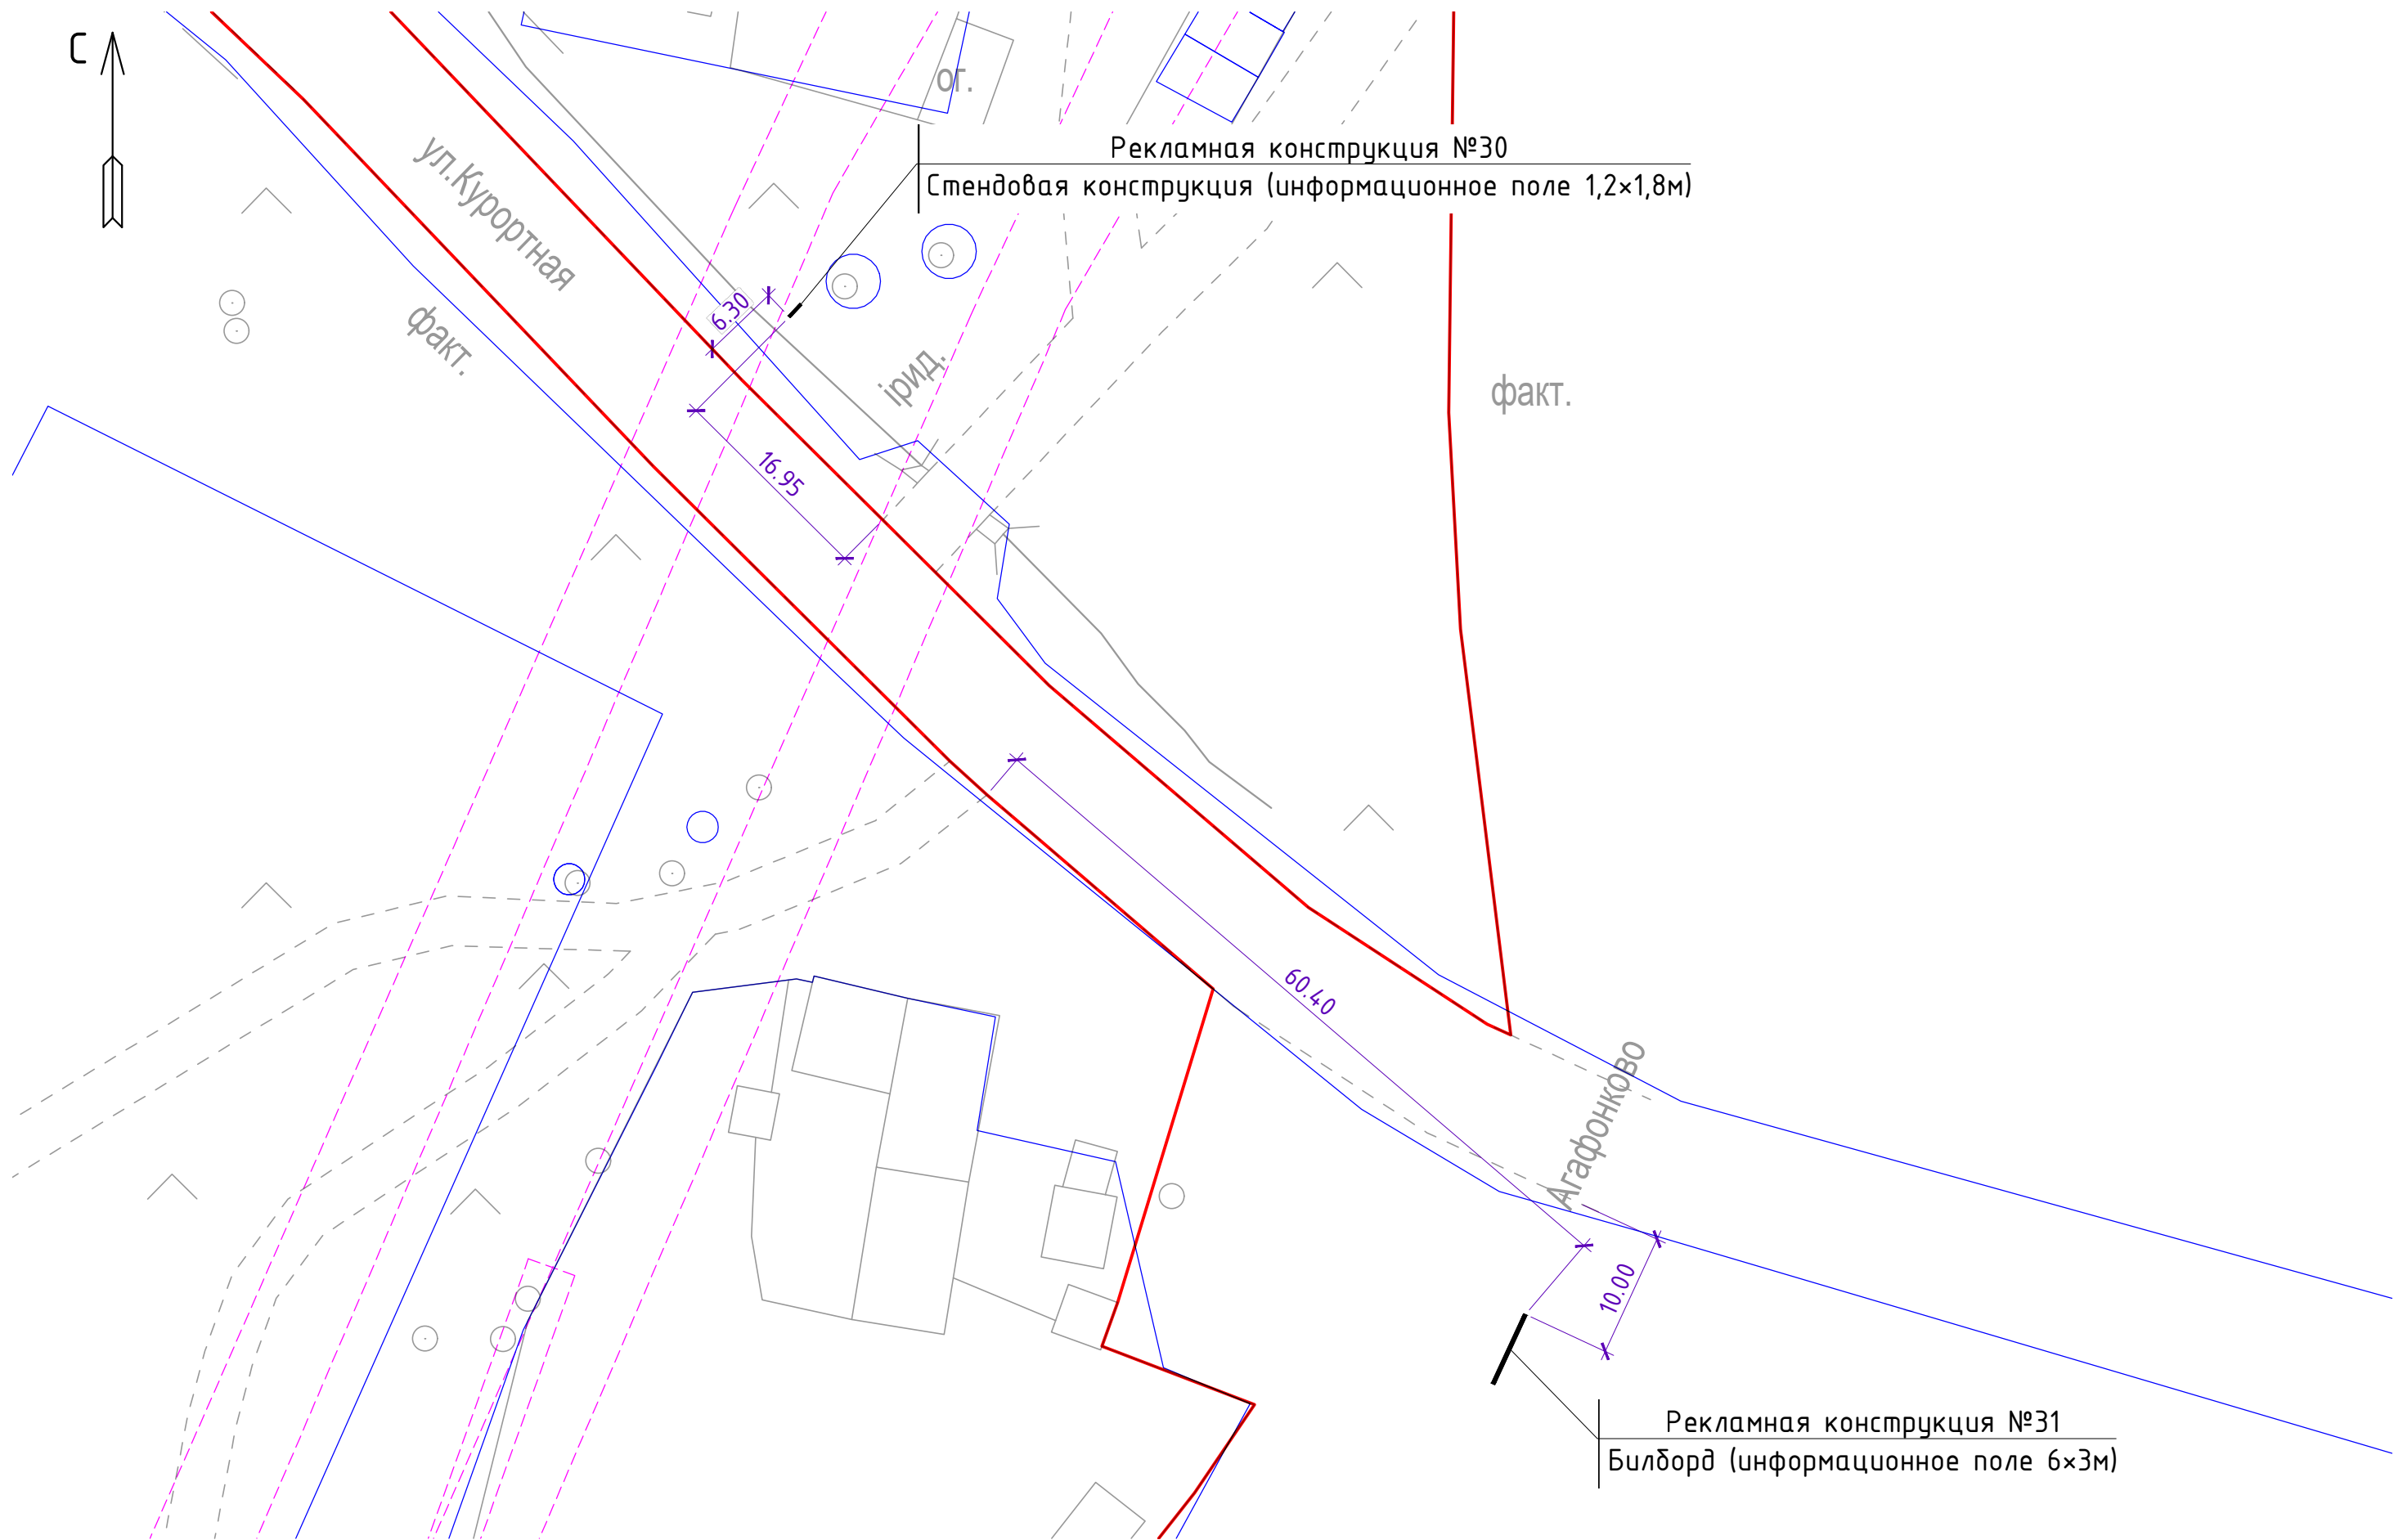 С
ог.
Рекламная конструкция №30
Стендовая конструкция (информационное поле 1,2×1,8м)
ул.Курортная
факт.
6.30
ірид.
факт.
16.95
60.40
Агафонково
10.00
Рекламная конструкция №31
Билборд (информационное поле 6×3м)